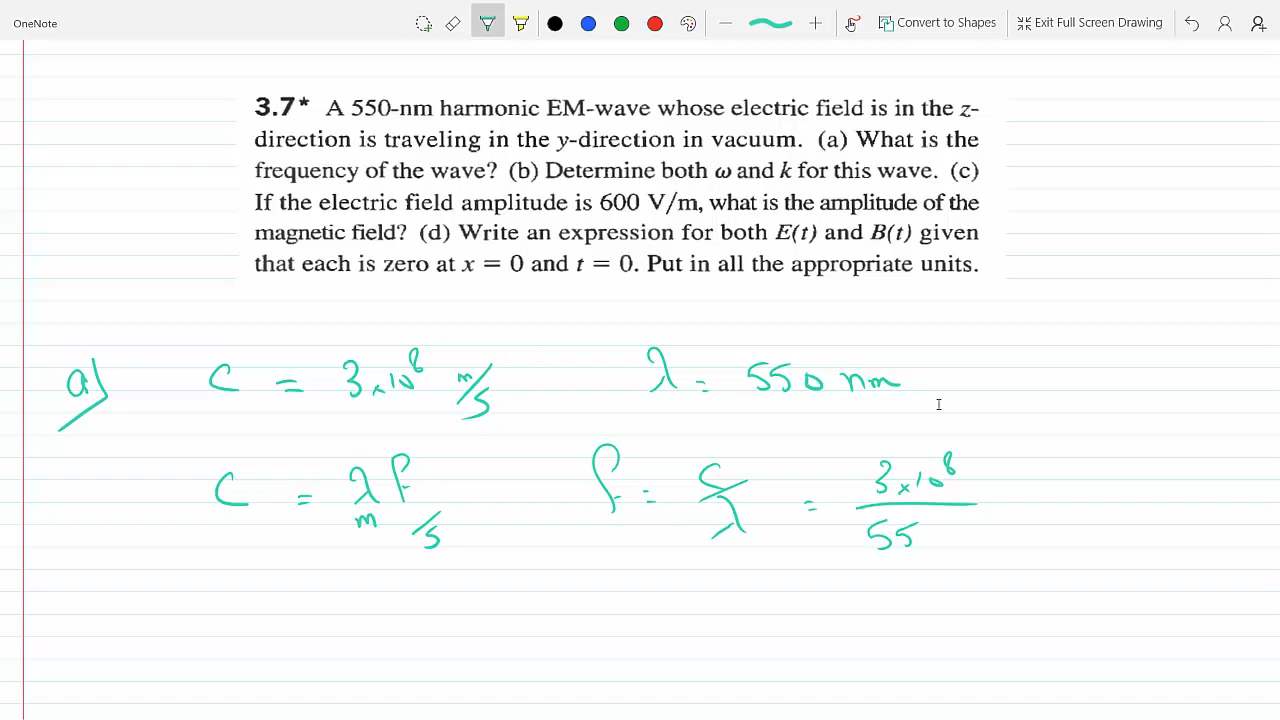 OneNote
Convert to Shapes
Exit Full Screen Drawing
3.7* A 550-nm harmonic EM-wave whose electric field is in the z-
direction is traveling in the y-direction in vacuum. (a) What is the
frequency of the wave? (b) Determine both ω and k for this wave. (c)
If the electric field amplitude is 600 V/m, what is the amplitude of the
magnetic field? (d) Write an expression for both E(t) and B(t) given
that each is zero at x = 0 and t = 0. Put in all the appropriate units.
a) C = 3×10⁸ m/s λ = 550 nm
C = λ f f = c/λ = 3×10⁸/55
m /s